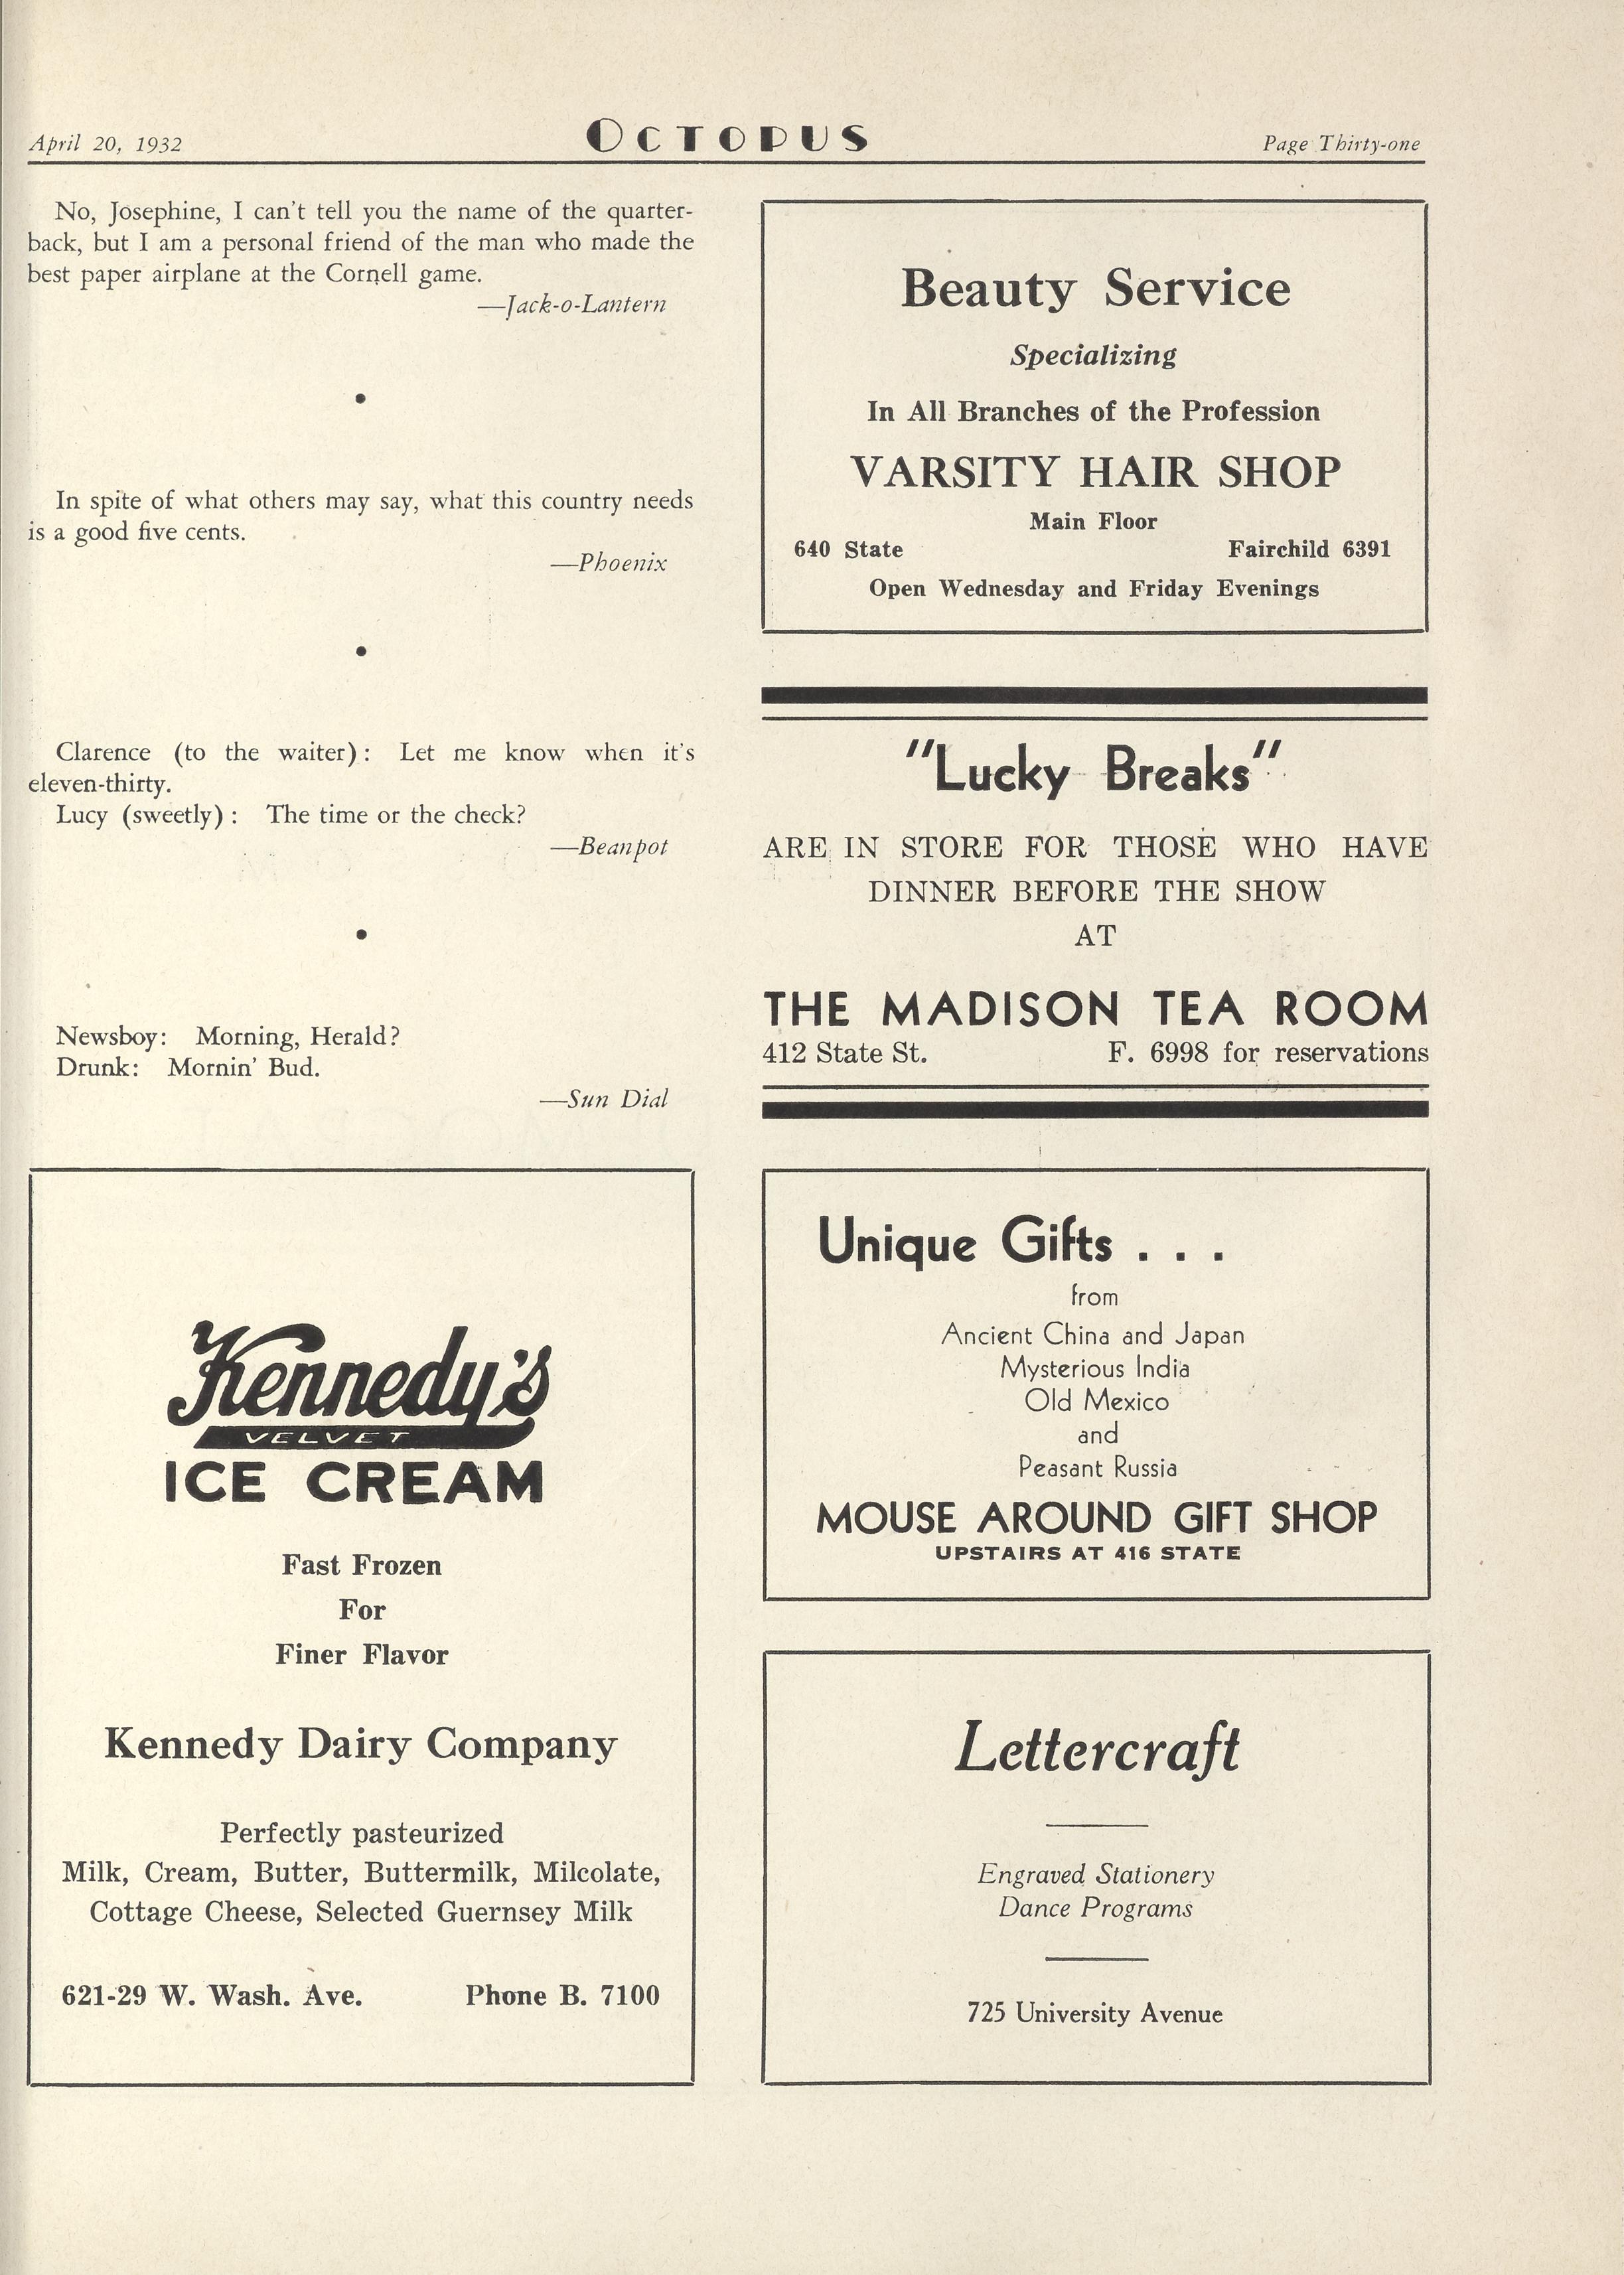 April 20, 1932
OCTOPUS
Page Thirty-one
No, Josephine, I can't tell you the name of the quarter-
back, but I am a personal friend of the man who made the
best paper airplane at the Cornell game.
—Jack-o-Lantern
•
In spite of what others may say, what this country needs
is a good five cents.
—Phoenix
•
Clarence (to the waiter): Let me know when it's
eleven-thirty.
Lucy (sweetly): The time or the check?
—Beanpot
•
Newsboy: Morning, Herald?
Drunk: Mornin' Bud.
—Sun Dial
Kennedy's
VELVET
ICE CREAM
Fast Frozen
For
Finer Flavor
Kennedy Dairy Company
Perfectly pasteurized
Milk, Cream, Butter, Buttermilk, Milcolate,
Cottage Cheese, Selected Guernsey Milk
621-29 W. Wash. Ave. Phone B. 7100
Beauty Service
Specializing
In All Branches of the Profession
VARSITY HAIR SHOP
Main Floor
640 State Fairchild 6391
Open Wednesday and Friday Evenings
"Lucky Breaks"
ARE IN STORE FOR THOSE WHO HAVE
DINNER BEFORE THE SHOW
AT
THE MADISON TEA ROOM
412 State St. F. 6998 for reservations
Unique Gifts . . .
from
Ancient China and Japan
Mysterious India
Old Mexico
and
Peasant Russia
MOUSE AROUND GIFT SHOP
UPSTAIRS AT 416 STATE
Lettercraft
Engraved Stationery
Dance Programs
725 University Avenue